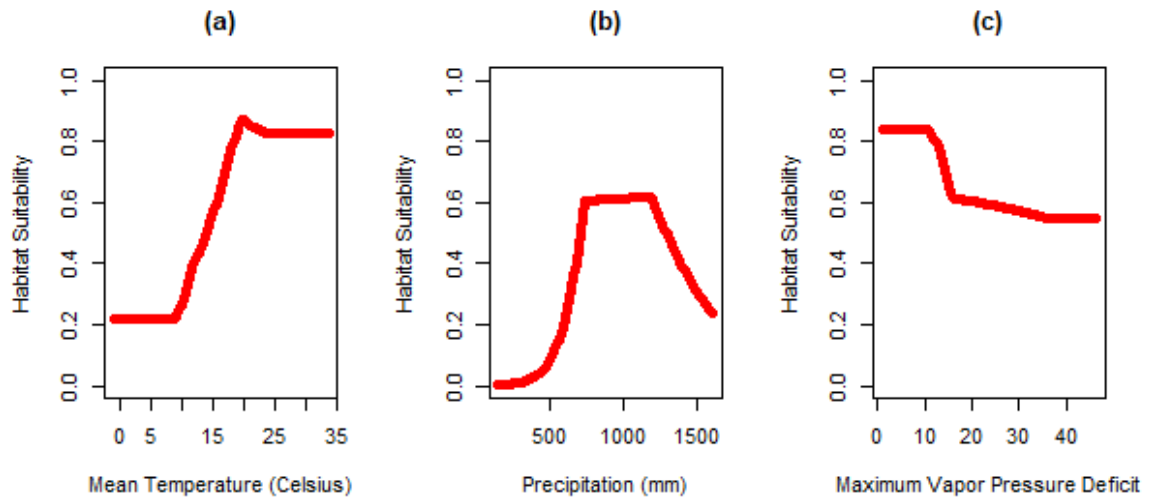 (a)
Habitat Suitability
1.0
0.8
0.6
0.4
0.2
0.0
0 5 15 25 35
Mean Temperature (Celsius)
(b)
Habitat Suitability
1.0
0.8
0.6
0.4
0.2
0.0
500 1000 1500
Precipitation (mm)
(c)
Habitat Suitability
1.0
0.8
0.6
0.4
0.2
0.0
0 10 20 30 40
Maximum Vapor Pressure Deficit